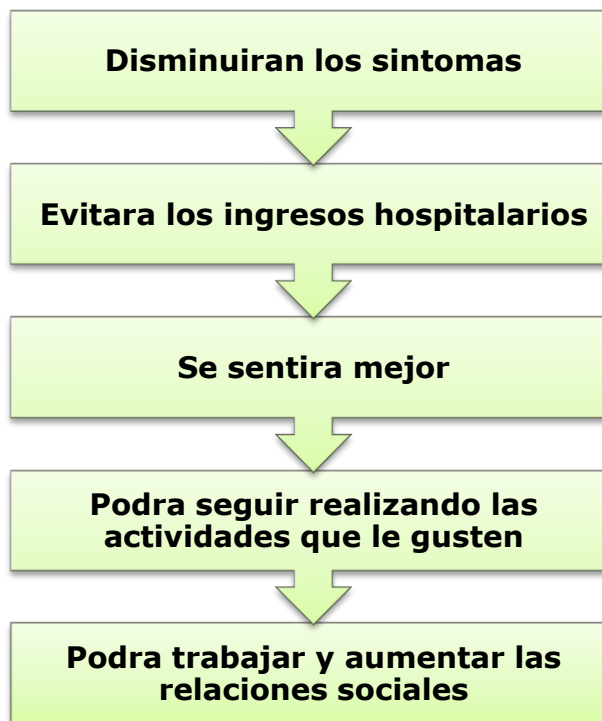 Disminuiran los sintomas
Evitara los ingresos hospitalarios
Se sentira mejor
Podra seguir realizando las
actividades que le gusten
Podra trabajar y aumentar las
relaciones sociales